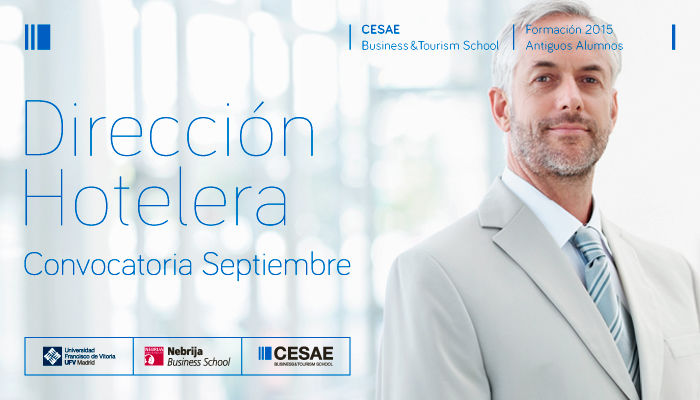 CESAE
Business&Tourism School
Formación 2015
Antiguos Alumnos
Dirección
Hotelera
Convocatoria Septiembre
Universidad
Francisco de Vitoria
UFV Madrid
NEBRIJA
Nebrija
Business School
CESAE
BUSINESS&TOURISM SCHOOL